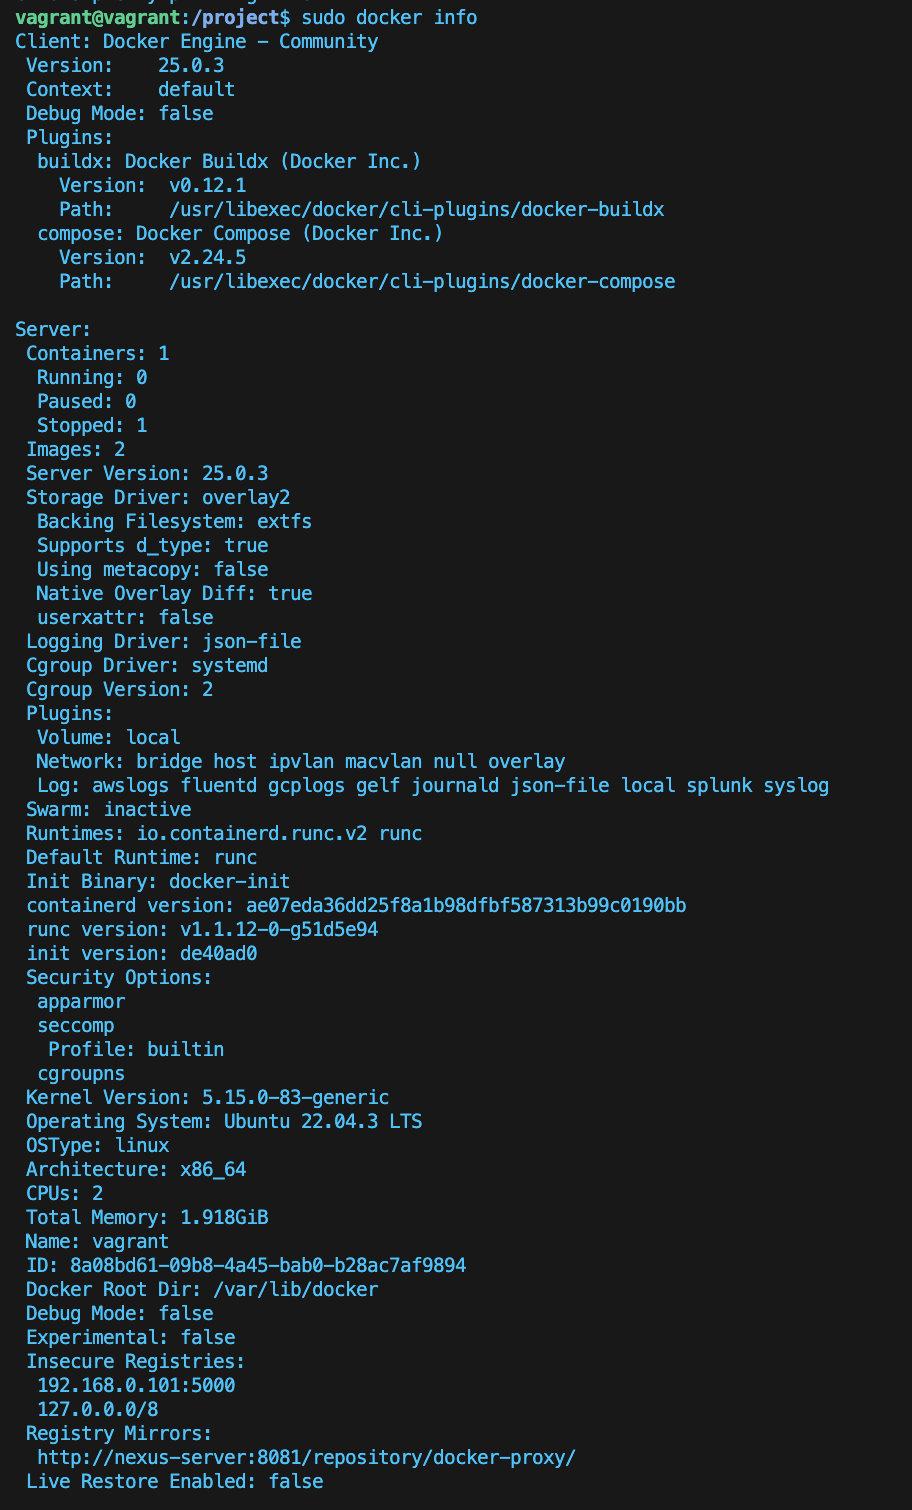 vagrant@vagrant:/project$ sudo docker info
Client: Docker Engine - Community
 Version:    25.0.3
 Context:    default
 Debug Mode: false
 Plugins:
  buildx: Docker Buildx (Docker Inc.)
    Version:  v0.12.1
    Path:     /usr/libexec/docker/cli-plugins/docker-buildx
  compose: Docker Compose (Docker Inc.)
    Version:  v2.24.5
    Path:     /usr/libexec/docker/cli-plugins/docker-compose

Server:
 Containers: 1
  Running: 0
  Paused: 0
  Stopped: 1
 Images: 2
 Server Version: 25.0.3
 Storage Driver: overlay2
  Backing Filesystem: extfs
  Supports d_type: true
  Using metacopy: false
  Native Overlay Diff: true
  userxattr: false
 Logging Driver: json-file
 Cgroup Driver: systemd
 Cgroup Version: 2
 Plugins:
  Volume: local
  Network: bridge host ipvlan macvlan null overlay
  Log: awslogs fluentd gcplogs gelf journald json-file local splunk syslog
 Swarm: inactive
 Runtimes: io.containerd.runc.v2 runc
 Default Runtime: runc
 Init Binary: docker-init
 containerd version: ae07eda36dd25f8a1b98dfbf587313b99c0190bb
 runc version: v1.1.12-0-g51d5e94
 init version: de40ad0
 Security Options:
  apparmor
  seccomp
   Profile: builtin
  cgroupns
 Kernel Version: 5.15.0-83-generic
 Operating System: Ubuntu 22.04.3 LTS
 OSType: linux
 Architecture: x86_64
 CPUs: 2
 Total Memory: 1.918GiB
 Name: vagrant
 ID: 8a08bd61-09b8-4a45-bab0-b28ac7af9894
 Docker Root Dir: /var/lib/docker
 Debug Mode: false
 Experimental: false
 Insecure Registries:
  192.168.0.101:5000
  127.0.0.0/8
 Registry Mirrors:
  http://nexus-server:8081/repository/docker-proxy/
 Live Restore Enabled: false